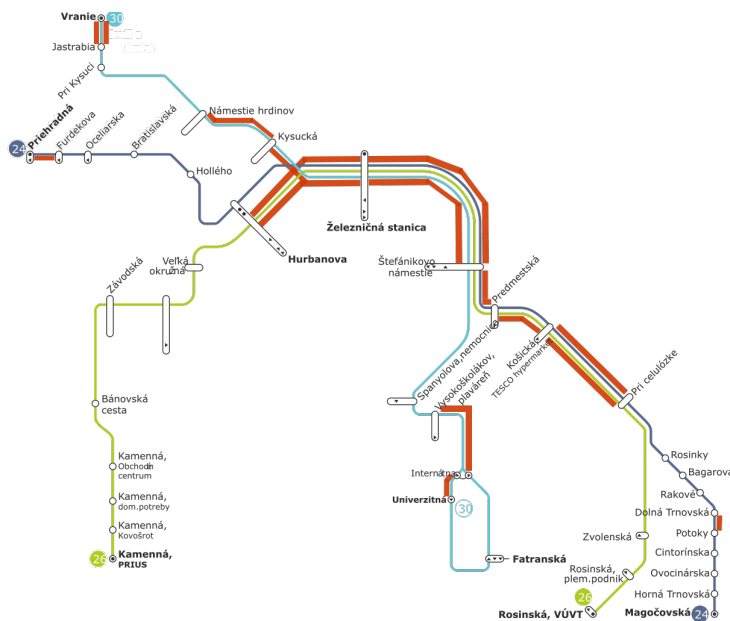 Vranie
30
Jastrabia
Pri Kysuci
Námestie hrdinov
Kysucká
24
Priehradná
Furdekova
Oceliarska
Bratislavská
Hollého
Železničná stanica
Hurbanova
Veľká
okružná
Závodská
Štefánikovo
námestie
Predmestská
Spanyolova,nemocnica
Košická
TESCO hypermarket
Vysokoškolákov,
plaváreň
Pri celulózke
Bánovská
cesta
Kamenná,
Obchodn
centrum
Kamenná,
dom.potreby
Kamenná,
Kovošrot
26
Kamenná,
PRIUS
Internátna
Univerzitná
30
Fatranská
Rosinky
Bagarova
Rakové
Dolná Trnovská
Potoky
Cintorínska
Ovocinárska
Horná Trnovská
Magočovská
24
Zvolenská
Rosinská,
plem.podnik
26
Rosinská, VÚVT